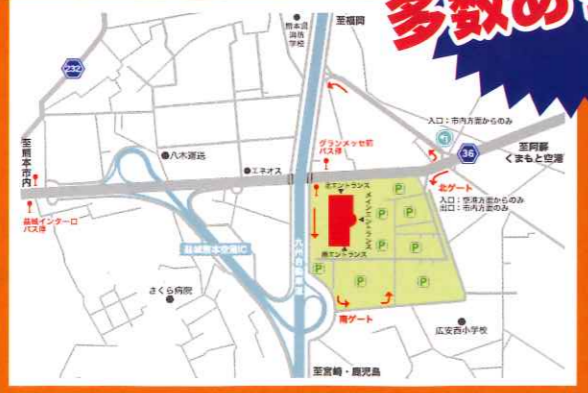 多数あ
熊本県
消防
学校
至福岡
232
入口：市内方面からのみ
グランメッセ前
バス停
36
至阿蘇
くまもと空港
至熊本市内
●八木運送
●エネオス
北ゲート
入口：空港方面からのみ
出口：市内方面のみ
北エントランス
メインエントランス
南エントランス
益城インター口
バス停
益城熊本空港IC
九州自動車道
P
P
P
P
P
P
P
P
さくら病院
南ゲート
広安西小学校
至宮崎・鹿児島